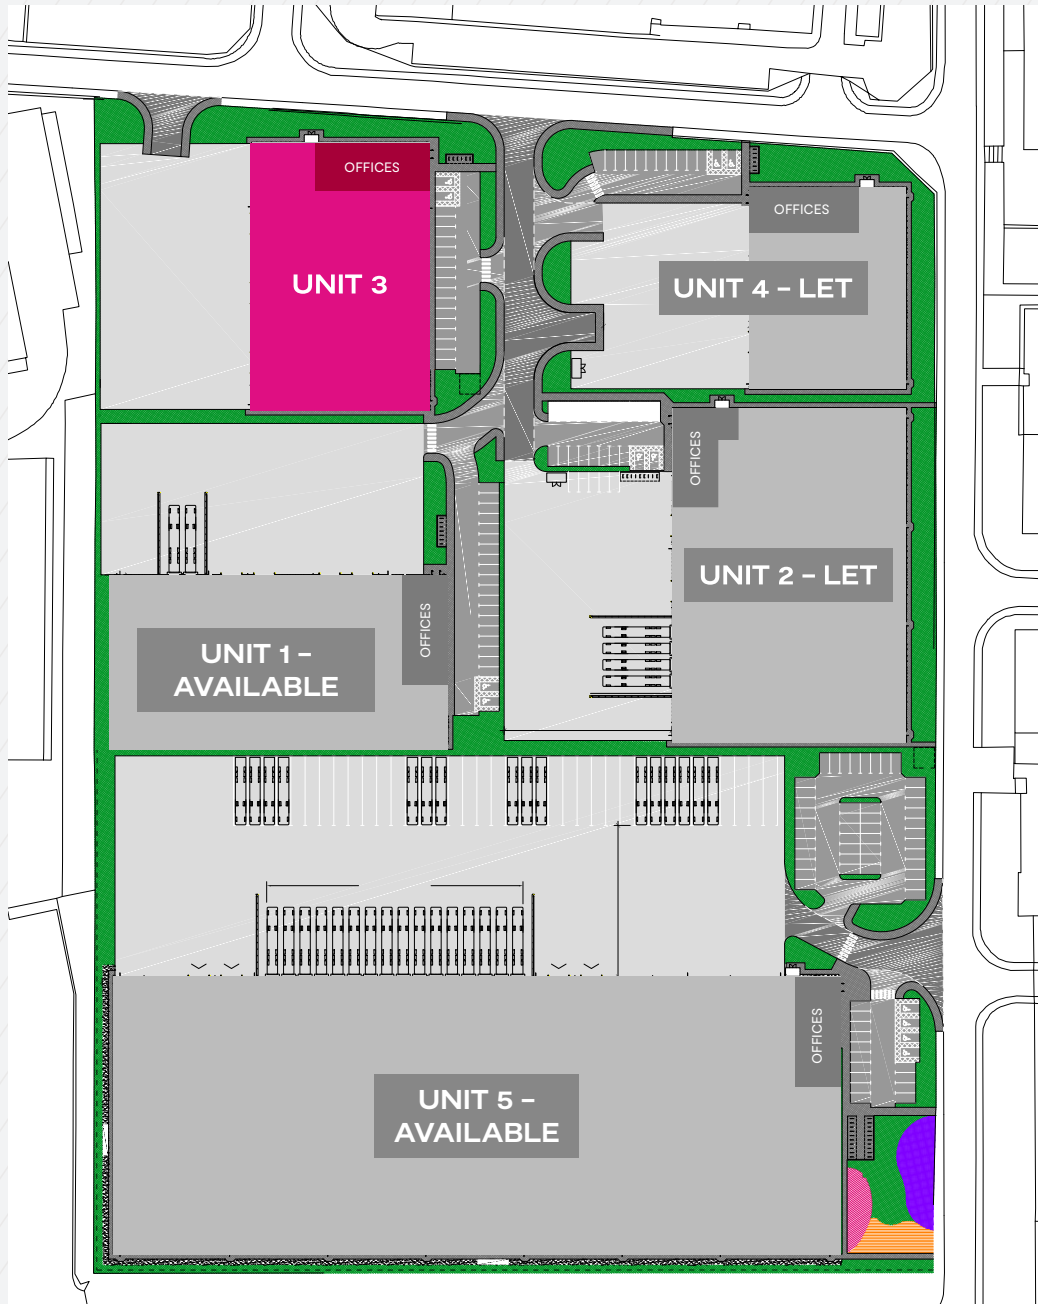 OFFICES
UNIT 3
OFFICES
UNIT 4 – LET
OFFICES
UNIT 2 – LET
OFFICES
UNIT 1 –
AVAILABLE
OFFICES
UNIT 5 –
AVAILABLE